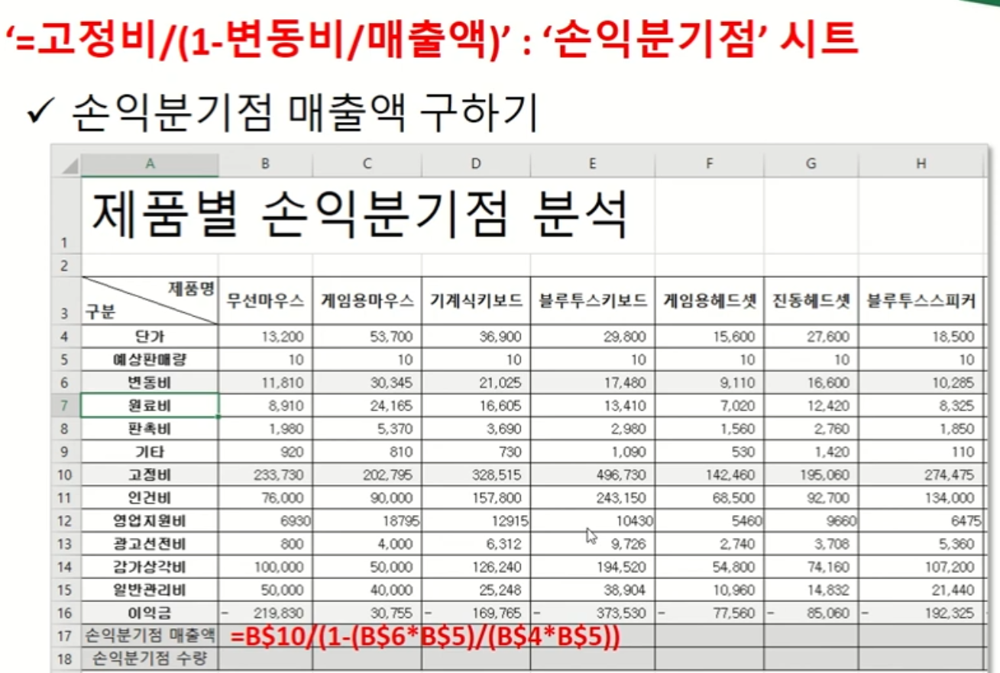 ‘=고정비/(1-변동비/매출액)’ : ‘손익분기점’ 시트
✓ 손익분기점 매출액 구하기
A B C D E F G H
1 제품별 손익분기점 분석
2
3 제품명 구분 무선마우스 게임용마우스 기계식키보드 블루투스키보드 게임용헤드셋 진동헤드셋 블루투스스피커
4 단가 13,200 53,700 36,900 29,800 15,600 27,600 18,500
5 예상판매량 10 10 10 10 10 10 10
6 변동비 11,810 30,345 21,025 17,480 9,110 16,600 10,285
7 원료비 8,910 24,165 16,605 13,410 7,020 12,420 8,325
8 판촉비 1,980 5,370 3,690 2,980 1,560 2,760 1,850
9 기타 920 810 730 1,090 530 1,420 110
10 고정비 233,730 202,795 328,515 496,730 142,460 195,060 274,475
11 인건비 76,000 90,000 157,800 243,150 68,500 92,700 134,000
12 영업지원비 6930 18795 12915 10430 5460 9660 6475
13 광고선전비 800 4,000 6,312 9,726 2,740 3,708 5,360
14 감가상각비 100,000 50,000 126,240 194,520 54,800 74,160 107,200
15 일반관리비 50,000 40,000 25,248 38,904 10,960 14,832 21,440
16 이익금 - 219,830 30,755 - 169,765 - 373,530 - 77,560 - 85,060 - 192,325
17 손익분기점 매출액 =B$10/(1-(B$6*B$5)/(B$4*B$5))
18 손익분기점 수량